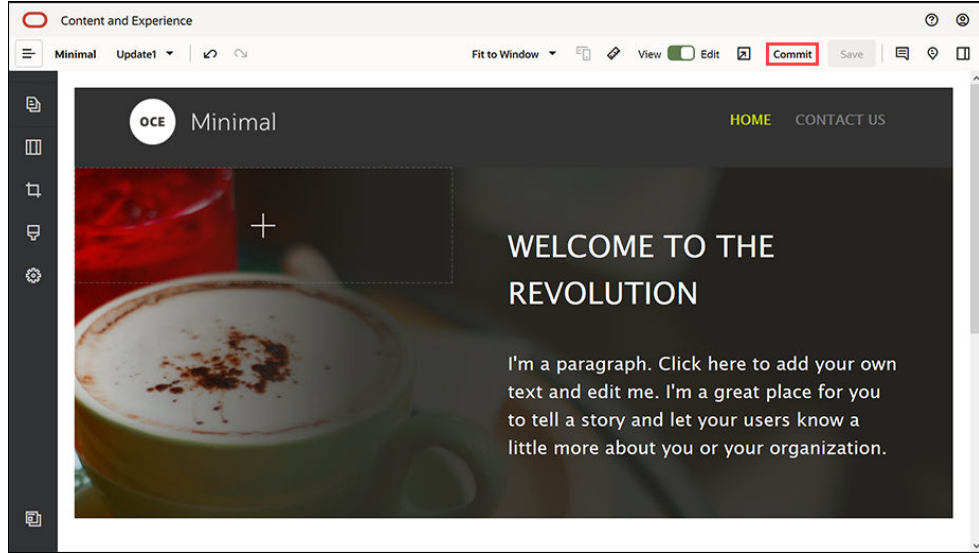 Content and Experience
Minimal Update1 Fit to Window View Edit Commit Save
OCE Minimal HOME CONTACT US
WELCOME TO THE
REVOLUTION
I'm a paragraph. Click here to add your own
text and edit me. I'm a great place for you
to tell a story and let your users know a
little more about you or your organization.